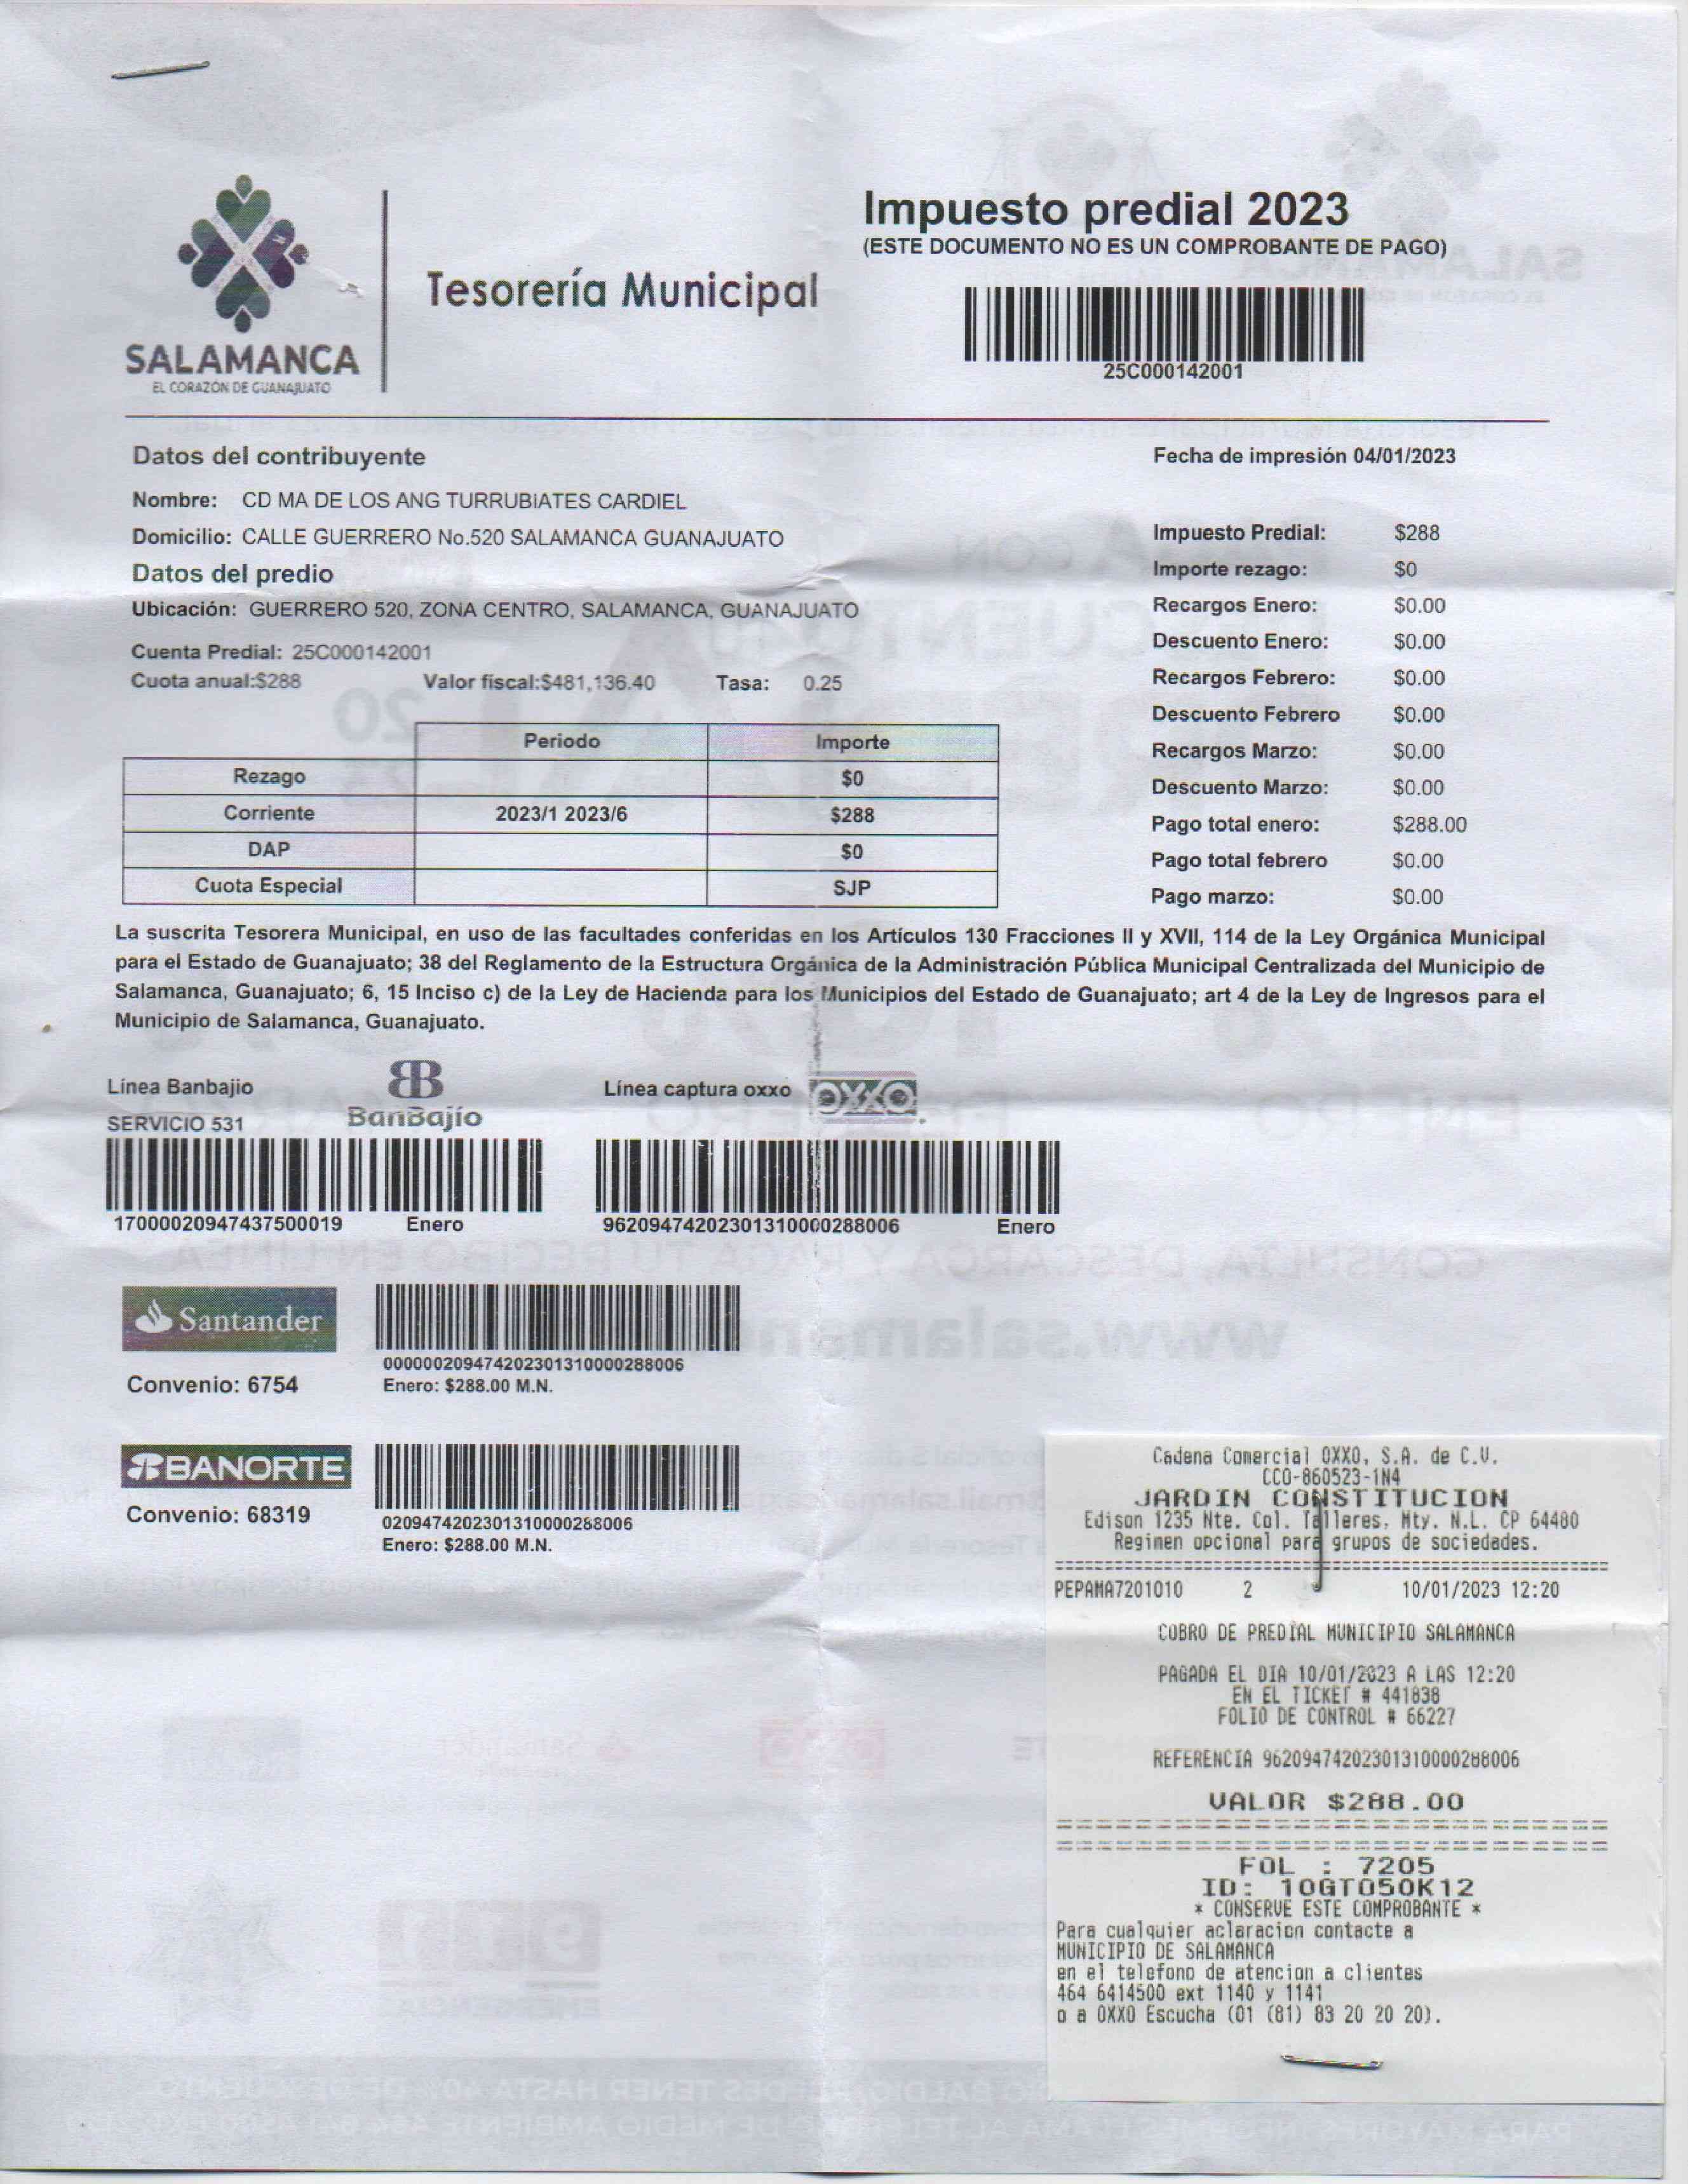 SALAMANCA
EL CORAZÓN DE GUANAJUATO
Tesorería Municipal
Impuesto predial 2023
(ESTE DOCUMENTO NO ES UN COMPROBANTE DE PAGO)
25C000142001
Datos del contribuyente
Fecha de impresión 04/01/2023
Nombre: CD MA DE LOS ANG TURRUBIATES CARDIEL
Domicilio: CALLE GUERRERO No.520 SALAMANCA GUANAJUATO
Datos del predio
Ubicación: GUERRERO 520, ZONA CENTRO, SALAMANCA, GUANAJUATO
Cuenta Predial: 25C000142001
Cuota anual:$288 Valor fiscal:$481,136.40 Tasa: 0.25
Periodo Importe
Rezago $0
Corriente 2023/1 2023/6 $288
DAP $0
Cuota Especial SJP
Impuesto Predial: $288
Importe rezago: $0
Recargos Enero: $0.00
Descuento Enero: $0.00
Recargos Febrero: $0.00
Descuento Febrero $0.00
Recargos Marzo: $0.00
Descuento Marzo: $0.00
Pago total enero: $288.00
Pago total febrero $0.00
Pago marzo: $0.00
La suscrita Tesorera Municipal, en uso de las facultades conferidas en los Artículos 130 Fracciones II y XVII, 114 de la Ley Orgánica Municipal
para el Estado de Guanajuato; 38 del Reglamento de la Estructura Orgánica de la Administración Pública Municipal Centralizada del Municipio de
Salamanca, Guanajuato; 6, 15 Inciso c) de la Ley de Hacienda para los Municipios del Estado de Guanajuato; art 4 de la Ley de Ingresos para el
Municipio de Salamanca, Guanajuato.
Línea Banbajio
SERVICIO 531
BanBajío
17000020947437500019 Enero
Línea captura oxxo
OXXO
96209474202301310000288006 Enero
Santander
Convenio: 6754
000000209474202301310000288006
Enero: $288.00 M.N.
BANORTE
Convenio: 68319
0209474202301310000288006
Enero: $288.00 M.N.
Cadena Comercial OXXO, S.A. de C.V.
CCO-860523-1N4
JARDIN CONSTITUCION
Edison 1235 Nte. Col. Talleres, Mty. N.L. CP 64480
Regimen opcional para grupos de sociedades.
PEPAMA7201010 2 10/01/2023 12:20
COBRO DE PREDIAL MUNICIPIO SALAMANCA
PAGADA EL DIA 10/01/2023 A LAS 12:20
EN EL TICKET # 441838
FOLIO DE CONTROL # 66227
REFERENCIA 96209474202301310000288006
VALOR $288.00
FOL : 7205
ID: 10GTO50K12
* CONSERVE ESTE COMPROBANTE *
Para cualquier aclaracion contacte a
MUNICIPIO DE SALAMANCA
en el telefono de atencion a clientes
464 6414500 ext 1140 y 1141
o a OXXO Escucha (01 (81) 83 20 20 20).